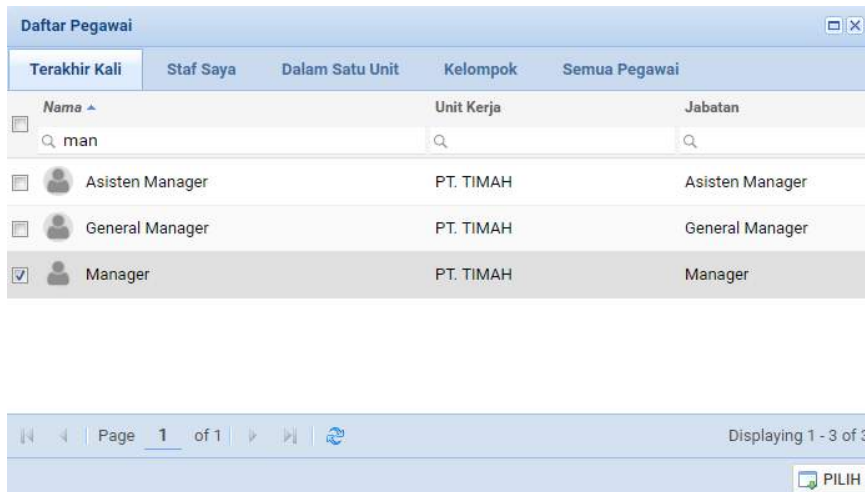 Daftar Pegawai
Terakhir Kali Staf Saya Dalam Satu Unit Kelompok Semua Pegawai
Nama Unit Kerja Jabatan
man
Asisten Manager PT. TIMAH Asisten Manager
General Manager PT. TIMAH General Manager
Manager PT. TIMAH Manager
Page 1 of 1 Displaying 1 - 3 of 3
PILIH